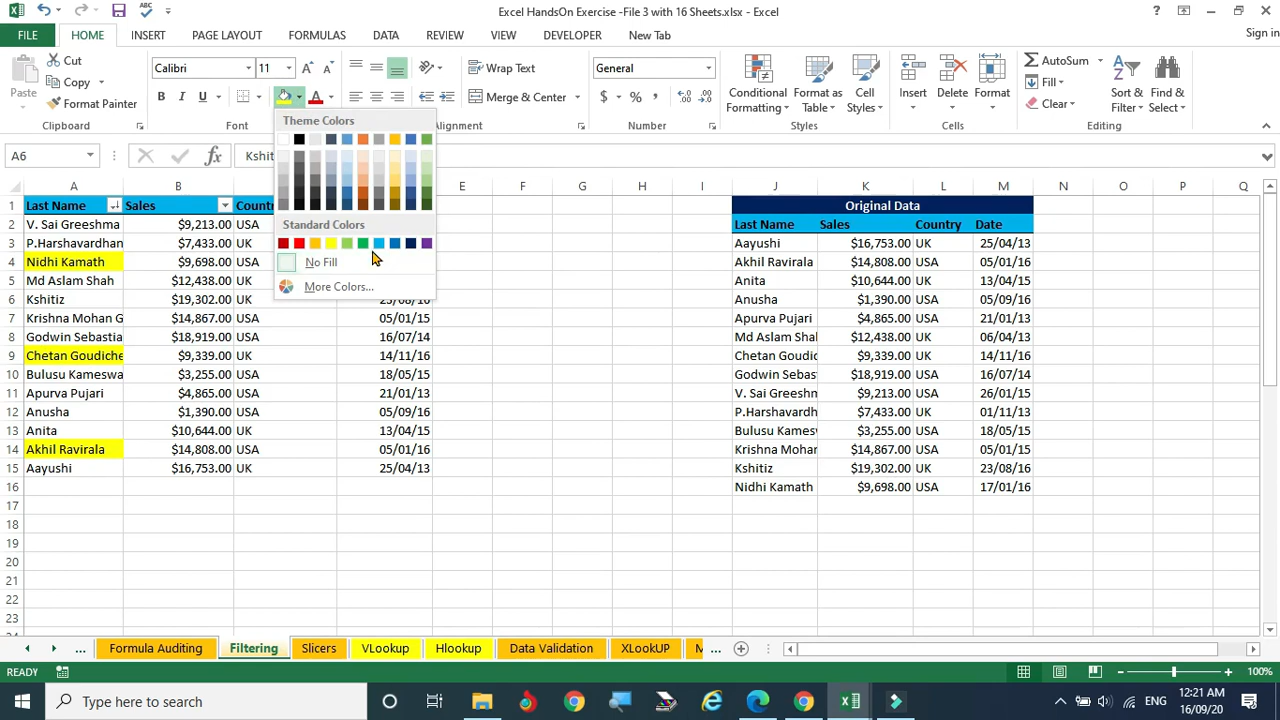 Excel HandsOn Exercise -File 3 with 16 Sheets.xlsx - Excel
FILE HOME INSERT PAGE LAYOUT FORMULAS DATA REVIEW VIEW DEVELOPER New Tab Sign in
Paste Cut Copy Format Painter Clipboard
Calibri 11 B I U Font
Wrap Text Merge & Center Alignment
General $ % , Number
Conditional Formatting Format as Table Cell Styles Styles
Insert Delete Format Cells
AutoSum Fill Clear Sort & Filter Find & Select Editing
Theme Colors
Standard Colors
No Fill
More Colors...
A6 fx Kshit
A B E F G H I J K L M N O P Q
1 Last Name Sales Count Original Data
2 V. Sai Greeshma $9,213.00 USA Last Name Sales Country Date
3 P.Harshavardhan $7,433.00 UK Aayushi $16,753.00 UK 25/04/13
4 Nidhi Kamath $9,698.00 USA Akhil Ravirala $14,808.00 USA 05/01/16
5 Md Aslam Shah $12,438.00 UK Anita $10,644.00 UK 13/04/15
6 Kshitiz $19,302.00 UK 23/08/16 Anusha $1,390.00 USA 05/09/16
7 Krishna Mohan G $14,867.00 USA 05/01/15 Apurva Pujari $4,865.00 USA 21/01/13
8 Godwin Sebastia $18,919.00 USA 16/07/14 Md Aslam Shah $12,438.00 UK 06/04/13
9 Chetan Goudiche $9,339.00 UK 14/11/16 Chetan Goudic $9,339.00 UK 14/11/16
10 Bulusu Kameswa $3,255.00 USA 18/05/15 Godwin Sebast $18,919.00 USA 16/07/14
11 Apurva Pujari $4,865.00 USA 21/01/13 V. Sai Greeshm $9,213.00 USA 26/01/15
12 Anusha $1,390.00 USA 05/09/16 P.Harshavardh $7,433.00 UK 01/11/13
13 Anita $10,644.00 UK 13/04/15 Bulusu Kames $3,255.00 USA 18/05/15
14 Akhil Ravirala $14,808.00 USA 05/01/16 Krishna Mohar $14,867.00 USA 05/01/15
15 Aayushi $16,753.00 UK 25/04/13 Kshitiz $19,302.00 UK 23/08/16
16 Nidhi Kamath $9,698.00 USA 17/01/16
17
18
19
20
21
22
23
... Formula Auditing Filtering Slicers VLookup Hlookup Data Validation XLookUP M ...
READY 100%
Type here to search ENG 12:21 AM
16/09/20